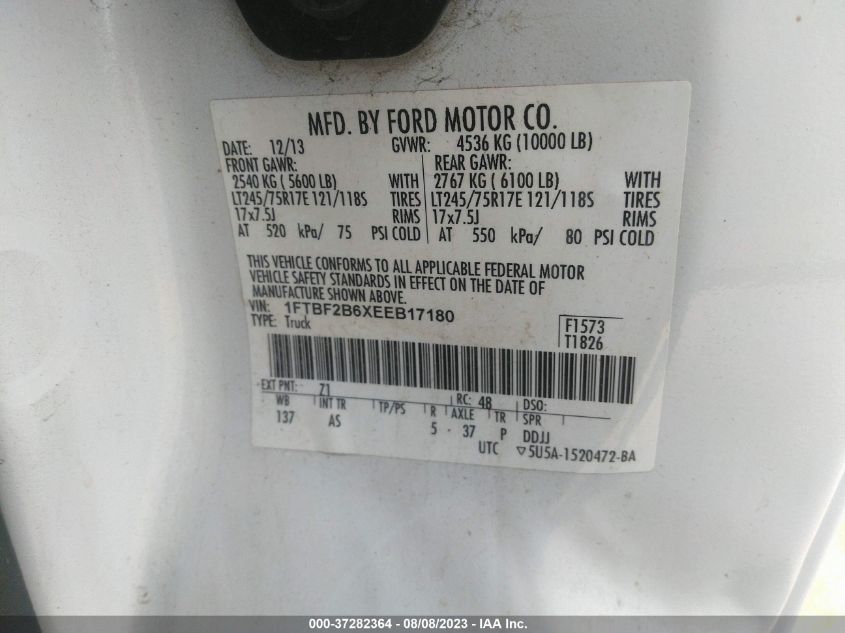 MFD. BY FORD MOTOR CO.
DATE: 12/13 GVWR: 4536 KG (10000 LB)
FRONT GAWR: REAR GAWR:
2540 KG ( 5600 LB) WITH 2767 KG ( 6100 LB) WITH
LT245/75R17E 121/118S TIRES LT245/75R17E 121/118S TIRES
17x7.5J RIMS 17x7.5J RIMS
AT 520 kPa/ 75 PSI COLD AT 550 kPa/ 80 PSI COLD
THIS VEHICLE CONFORMS TO ALL APPLICABLE FEDERAL MOTOR
VEHICLE SAFETY STANDARDS IN EFFECT ON THE DATE OF
MANUFACTURE SHOWN ABOVE.
VIN: 1FTBF2B6XEEB17180
TYPE: Truck
F1573
T1826
EXT PNT: Z1 RC: 48 DSO:
WB INT TR TP/PS R AXLE TR SPR
137 AS 5 - 37 P DDJJ
UTC ▽5U5A-1520472-BA
000-37282364 - 08/08/2023 - IAA Inc.